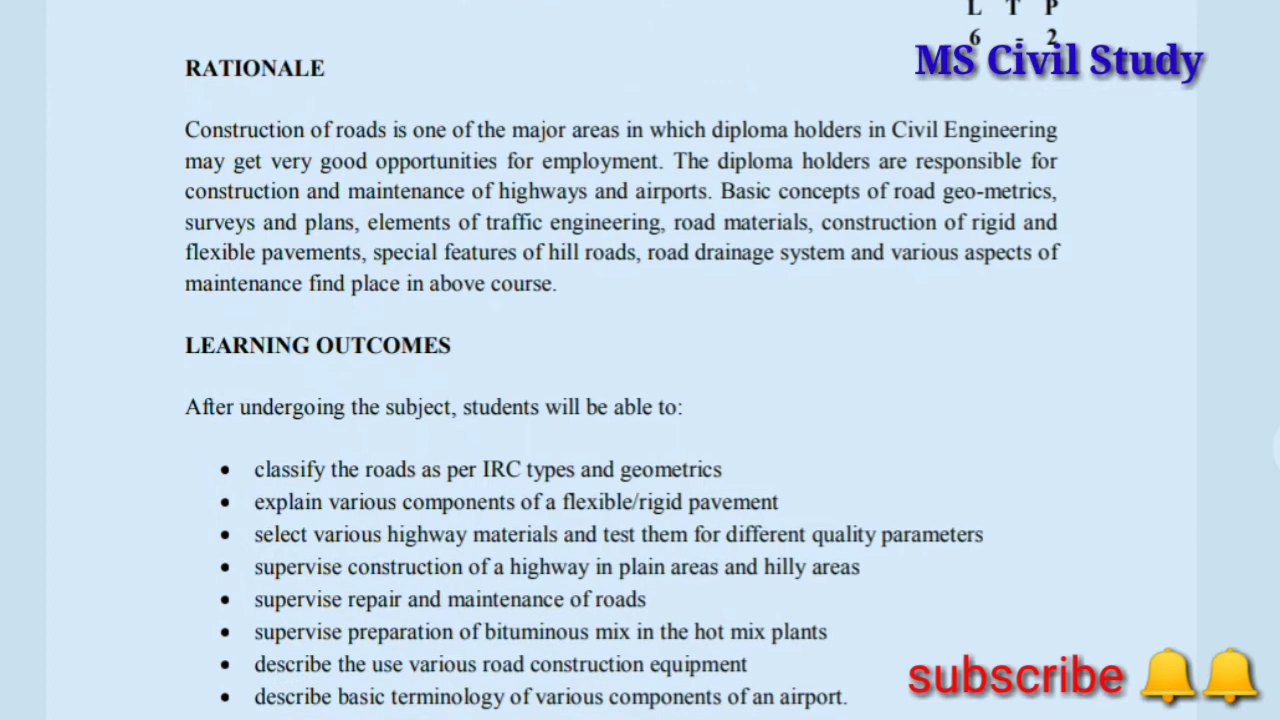 L T P
6 - 2
MS Civil Study
RATIONALE
Construction of roads is one of the major areas in which diploma holders in Civil Engineering
may get very good opportunities for employment. The diploma holders are responsible for
construction and maintenance of highways and airports. Basic concepts of road geo-metrics,
surveys and plans, elements of traffic engineering, road materials, construction of rigid and
flexible pavements, special features of hill roads, road drainage system and various aspects of
maintenance find place in above course.
LEARNING OUTCOMES
After undergoing the subject, students will be able to:
• classify the roads as per IRC types and geometrics
• explain various components of a flexible/rigid pavement
• select various highway materials and test them for different quality parameters
• supervise construction of a highway in plain areas and hilly areas
• supervise repair and maintenance of roads
• supervise preparation of bituminous mix in the hot mix plants
• describe the use various road construction equipment
• describe basic terminology of various components of an airport.
subscribe